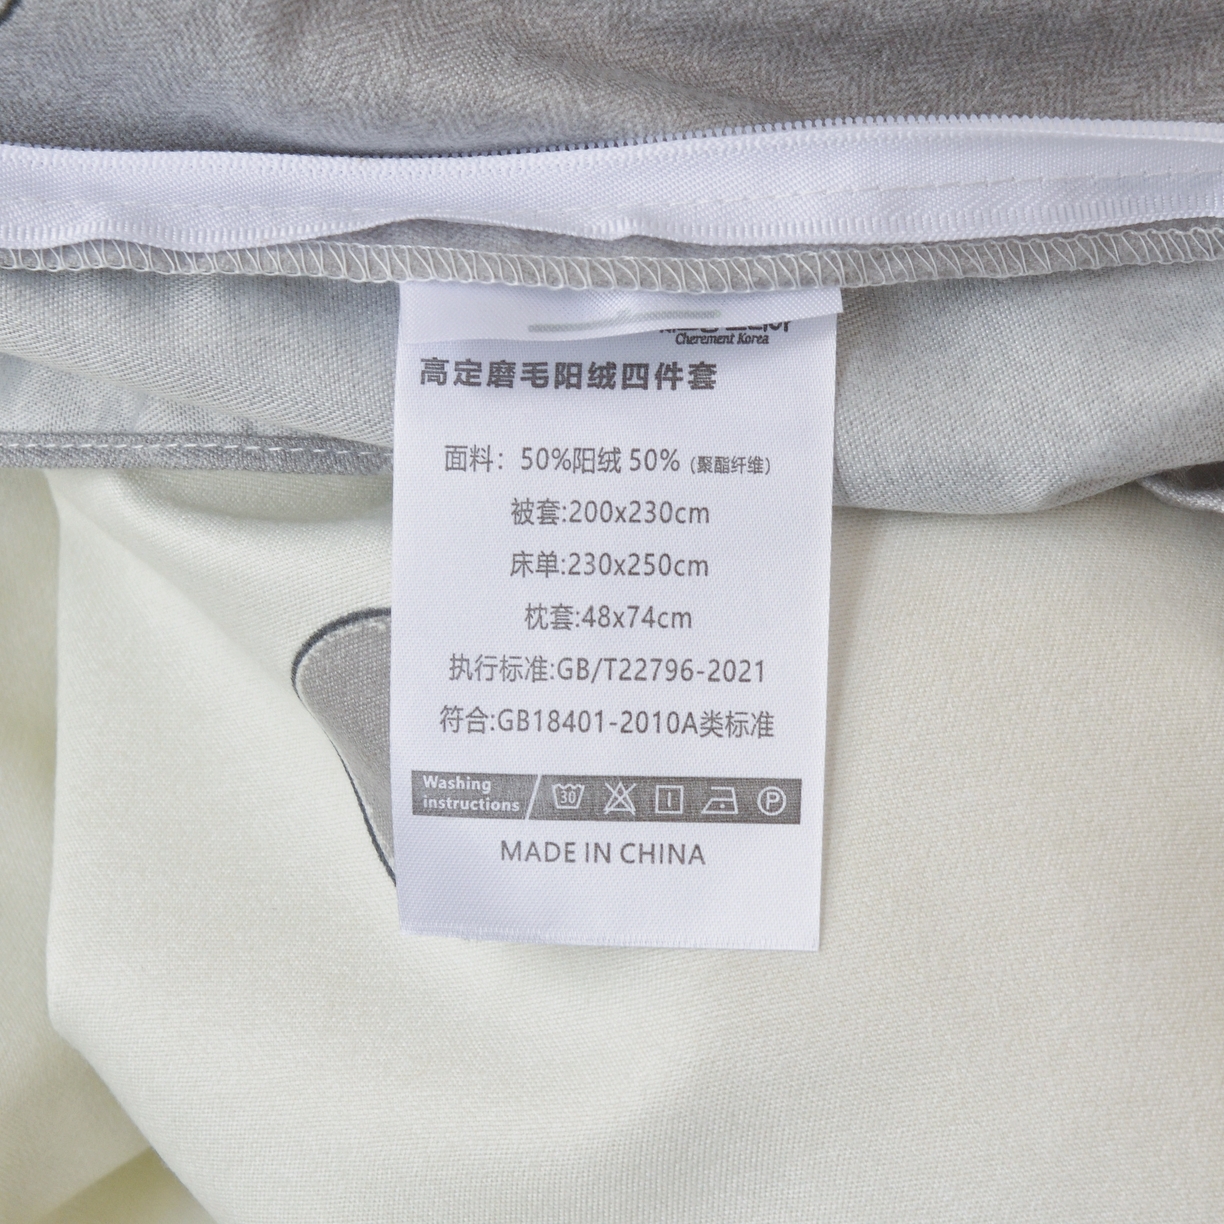 Cherement Korea
高定磨毛阳绒四件套
面料：50%阳绒 50% (聚酯纤维)
被套:200x230cm
床单:230x250cm
枕套:48x74cm
执行标准:GB/T22796-2021
符合:GB18401-2010A类标准
Washing
instructions
30
P
MADE IN CHINA